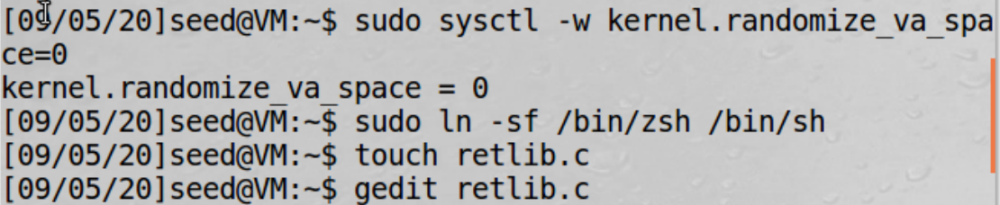 [09/05/20]seed@VM:~$ sudo sysctl -w kernel.randomize_va_spa
ce=0
kernel.randomize_va_space = 0
[09/05/20]seed@VM:~$ sudo ln -sf /bin/zsh /bin/sh
[09/05/20]seed@VM:~$ touch retlib.c
[09/05/20]seed@VM:~$ gedit retlib.c